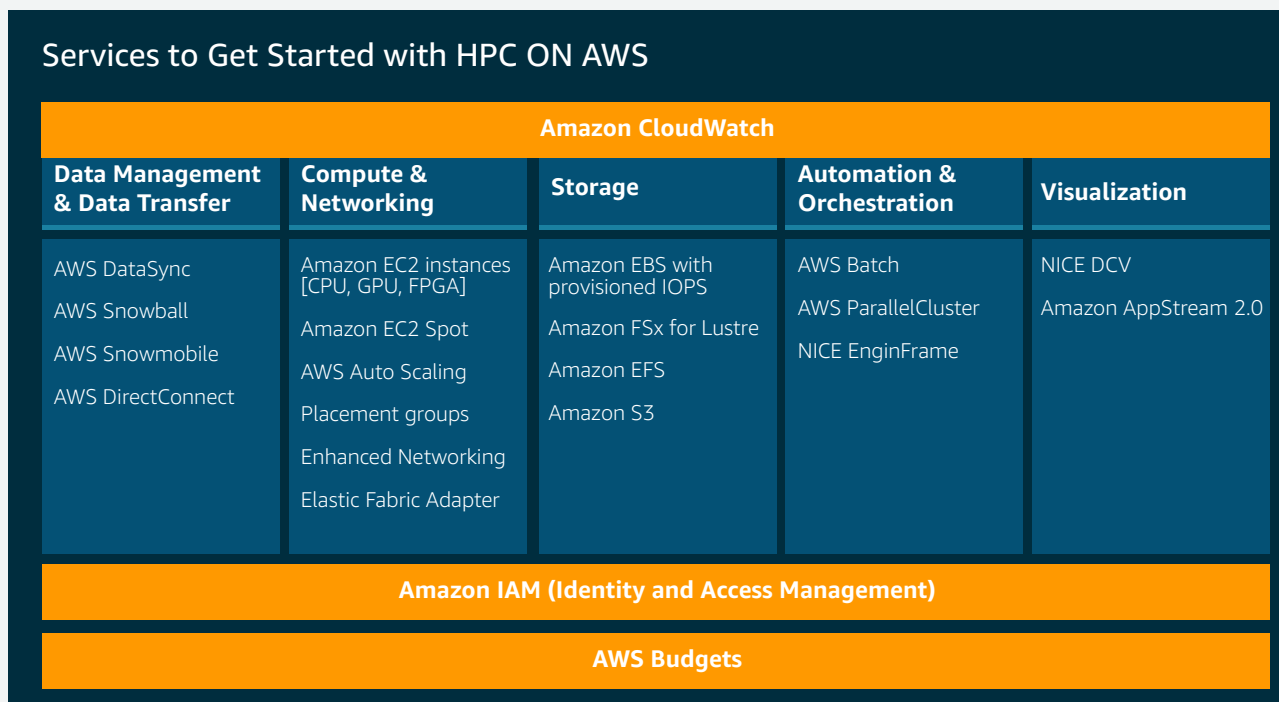 Services to Get Started with HPC ON AWS
Amazon CloudWatch
Data Management
& Data Transfer
AWS DataSync
AWS Snowball
AWS Snowmobile
AWS DirectConnect
Compute &
Networking
Amazon EC2 instances
[CPU, GPU, FPGA]
Amazon EC2 Spot
AWS Auto Scaling
Placement groups
Enhanced Networking
Elastic Fabric Adapter
Storage
Amazon EBS with
provisioned IOPS
Amazon FSx for Lustre
Amazon EFS
Amazon S3
Automation &
Orchestration
AWS Batch
AWS ParallelCluster
NICE EnginFrame
Visualization
NICE DCV
Amazon AppStream 2.0
Amazon IAM (Identity and Access Management)
AWS Budgets